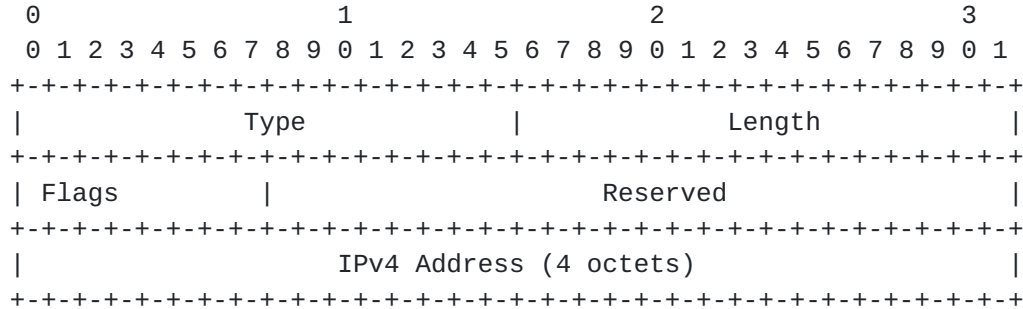 0                   1                   2                   3
 0 1 2 3 4 5 6 7 8 9 0 1 2 3 4 5 6 7 8 9 0 1 2 3 4 5 6 7 8 9 0 1
+-+-+-+-+-+-+-+-+-+-+-+-+-+-+-+-+-+-+-+-+-+-+-+-+-+-+-+-+-+-+-+-+
|              Type             |             Length            |
+-+-+-+-+-+-+-+-+-+-+-+-+-+-+-+-+-+-+-+-+-+-+-+-+-+-+-+-+-+-+-+-+
| Flags         |                     Reserved                  |
+-+-+-+-+-+-+-+-+-+-+-+-+-+-+-+-+-+-+-+-+-+-+-+-+-+-+-+-+-+-+-+-+
|                    IPv4 Address (4 octets)                    |
+-+-+-+-+-+-+-+-+-+-+-+-+-+-+-+-+-+-+-+-+-+-+-+-+-+-+-+-+-+-+-+-+